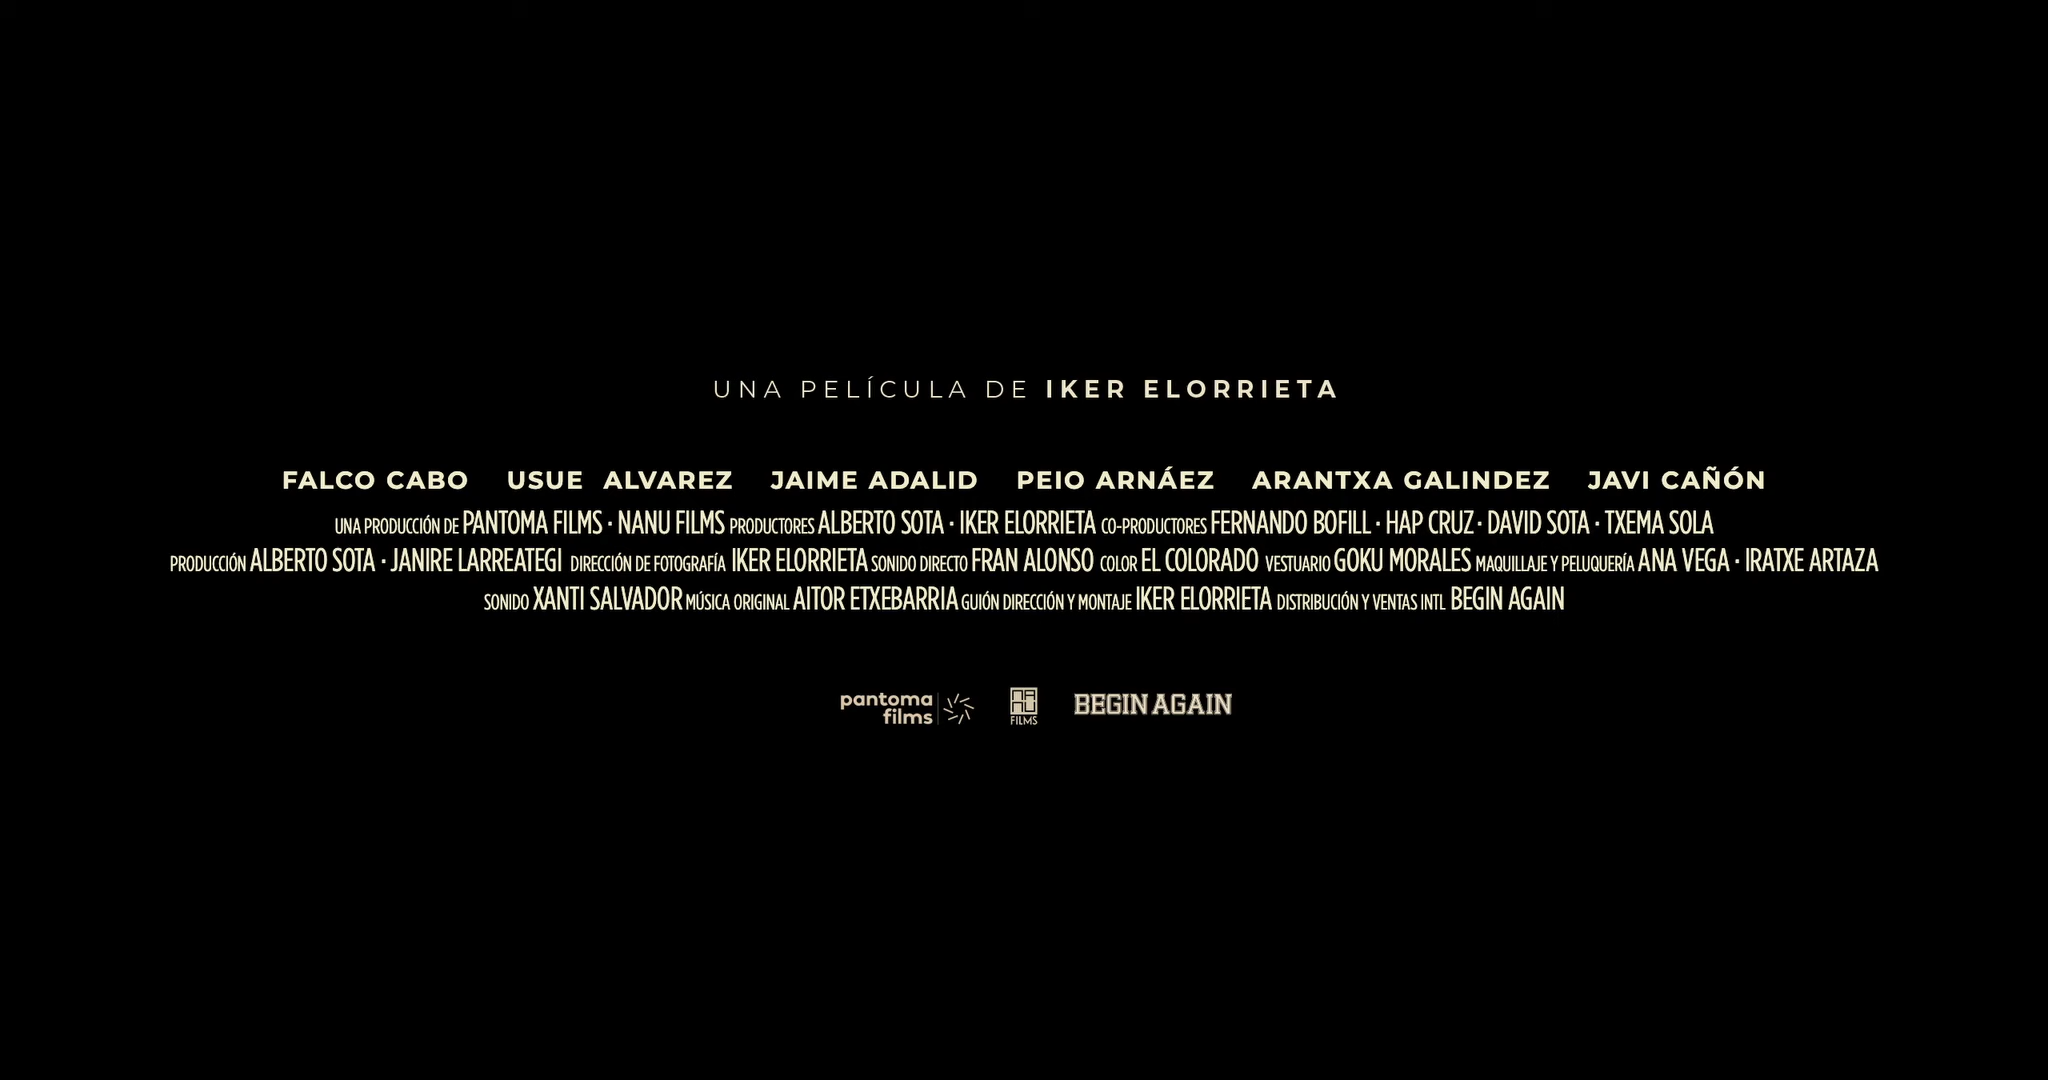 UNA PELÍCULA DE IKER ELORRIETA
FALCO CABO USUE ALVAREZ JAIME ADALID PEIO ARNÁEZ ARANTXA GALINDEZ JAVI CAÑÓN
UNA PRODUCCIÓN DE PANTOMA FILMS · NANU FILMS PRODUCTORES ALBERTO SOTA · IKER ELORRIETA CO-PRODUCTORES FERNANDO BOFILL · HAP CRUZ · DAVID SOTA · TXEMA SOLA
PRODUCCIÓN ALBERTO SOTA · JANIRE LARREATEGI DIRECCIÓN DE FOTOGRAFÍA IKER ELORRIETA SONIDO DIRECTO FRAN ALONSO COLOR EL COLORADO VESTUARIO GOKU MORALES MAQUILLAJE Y PELUQUERÍA ANA VEGA · IRATXE ARTAZA
SONIDO XANTI SALVADOR MÚSICA ORIGINAL AITOR ETXEBARRIA GUIÓN DIRECCIÓN Y MONTAJE IKER ELORRIETA DISTRIBUCIÓN Y VENTAS INTL BEGIN AGAIN
pantoma
films
NANU
FILMS
BEGIN AGAIN